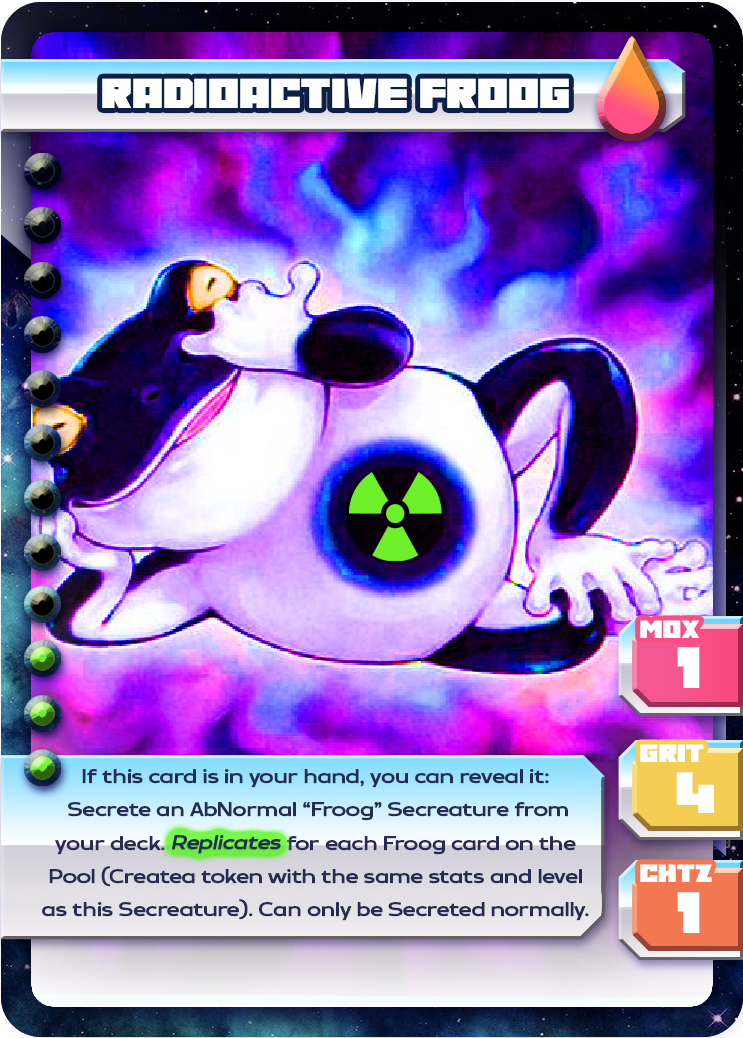 RADIOACTIVE FROOG
MOX
1
GRIT
4
CHTZ
1
If this card is in your hand, you can reveal it:
Secrete an AbNormal “Froog” Secreature from
your deck. Replicates for each Froog card on the
Pool (Createa token with the same stats and level
as this Secreature). Can only be Secreted normally.